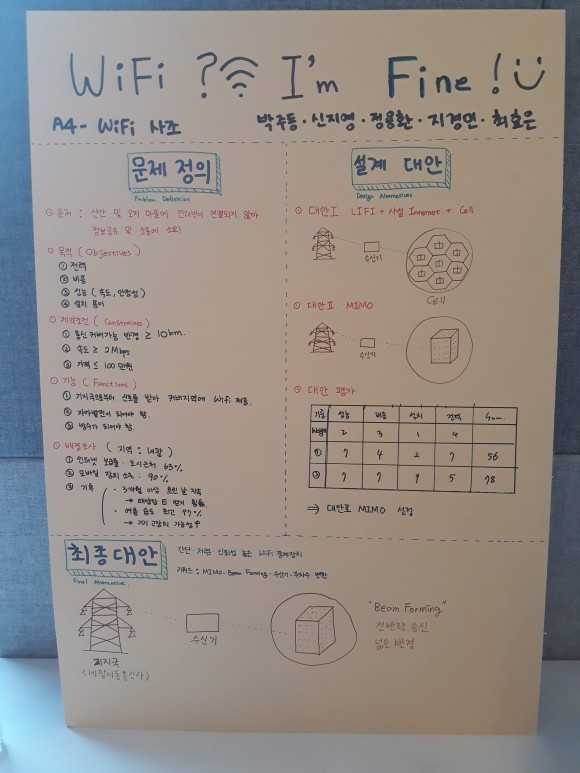 WiFi ? I'm Fine !
A4 - WiFi 사조
박주동 · 신지영 · 정용환 · 지경민 · 최효은
문제 정의
Problem Definition
⊙ 문제 : 산간 및 오지 마을에 인터넷이 연결되지 않아
정보공유 및 소통에 소외
⊙ 목적 ( Objectives )
① 전력
② 비용
③ 성능 ( 속도, 안정성 )
④ 설치 용이
⊙ 제약조건 ( Constraints )
① 통신 커버가능 반경 ≥ 10km.
② 속도 ≥ 2Mbps
③ 가격 ≤ 100 만원
⊙ 기능 ( Functions )
① 기지국으로부터 신호를 받아 커버지역에 WiFi 제공.
② 자가발전이 되어야 함.
③ 방수가 되어야 함.
⊙ 배경조사 ( 지역 : 네팔 )
① 인터넷 보급률 : 도시근처 63%
② 모바일 장치 소유 : 90%
③ 기후
· 3개월 이상 흐린 날 지속
→ 태양광 E 얻기 힘듦.
· 여름 습도 최고 97%
→ 기기 고장의 가능성 ↑
설계 대안
Design Alternatives
⊙ 대안 I. LIFI + 사설 Internet + Cell
수신기
Cell
⊙ 대안 II. MIMO
수신기
⊙ 대안 평가
기준 성능 비용 설치 전력 Sum.
2 3 1 4
① 7 4 2 7 56
② 7 7 9 5 78
⇒ 대안II MIMO 선정
최종대안
Final Alternative.
간단 · 저렴 · 신뢰성 높은 WiFi 중계장치
키워드 : MIMO · Beam Forming · 수신기 · 주파수 변환
기지국
( 네팔이동통신사 )
수신기
"Beam Forming"
전방향 송신
넓은 반경